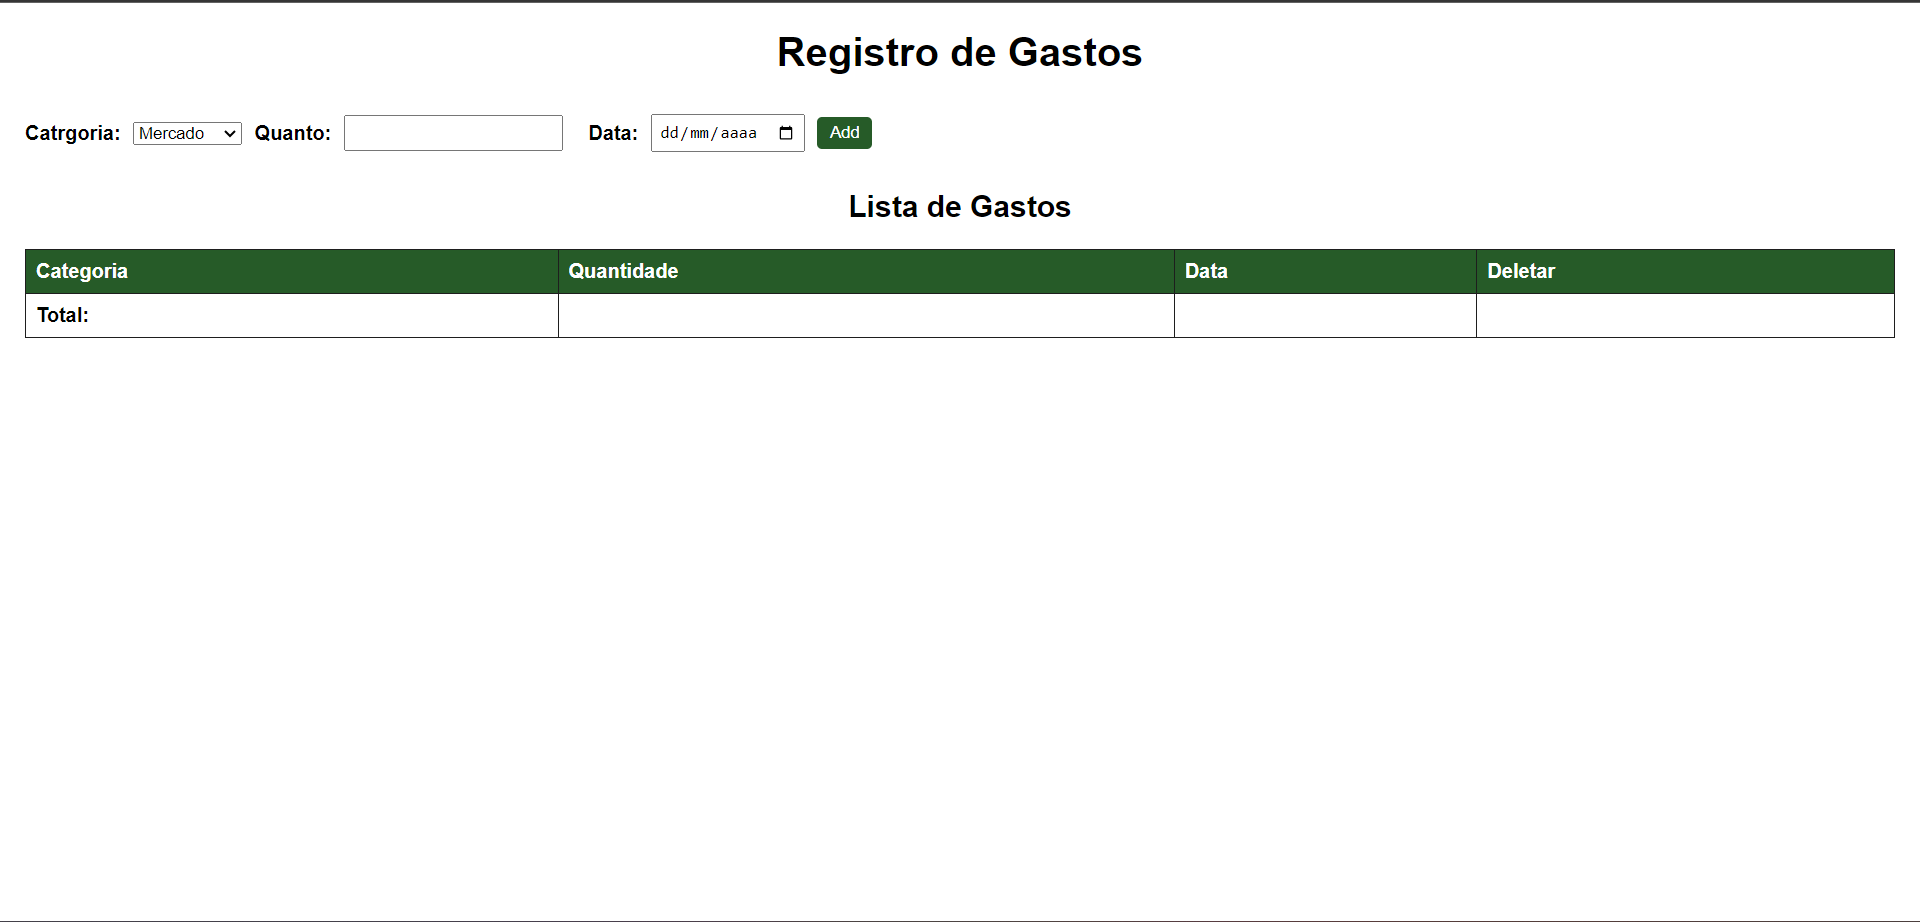 Registro de Gastos
Catrgoria: Mercado Quanto: Data: dd/mm/aaaa Add
Lista de Gastos
Categoria Quantidade Data Deletar
Total: